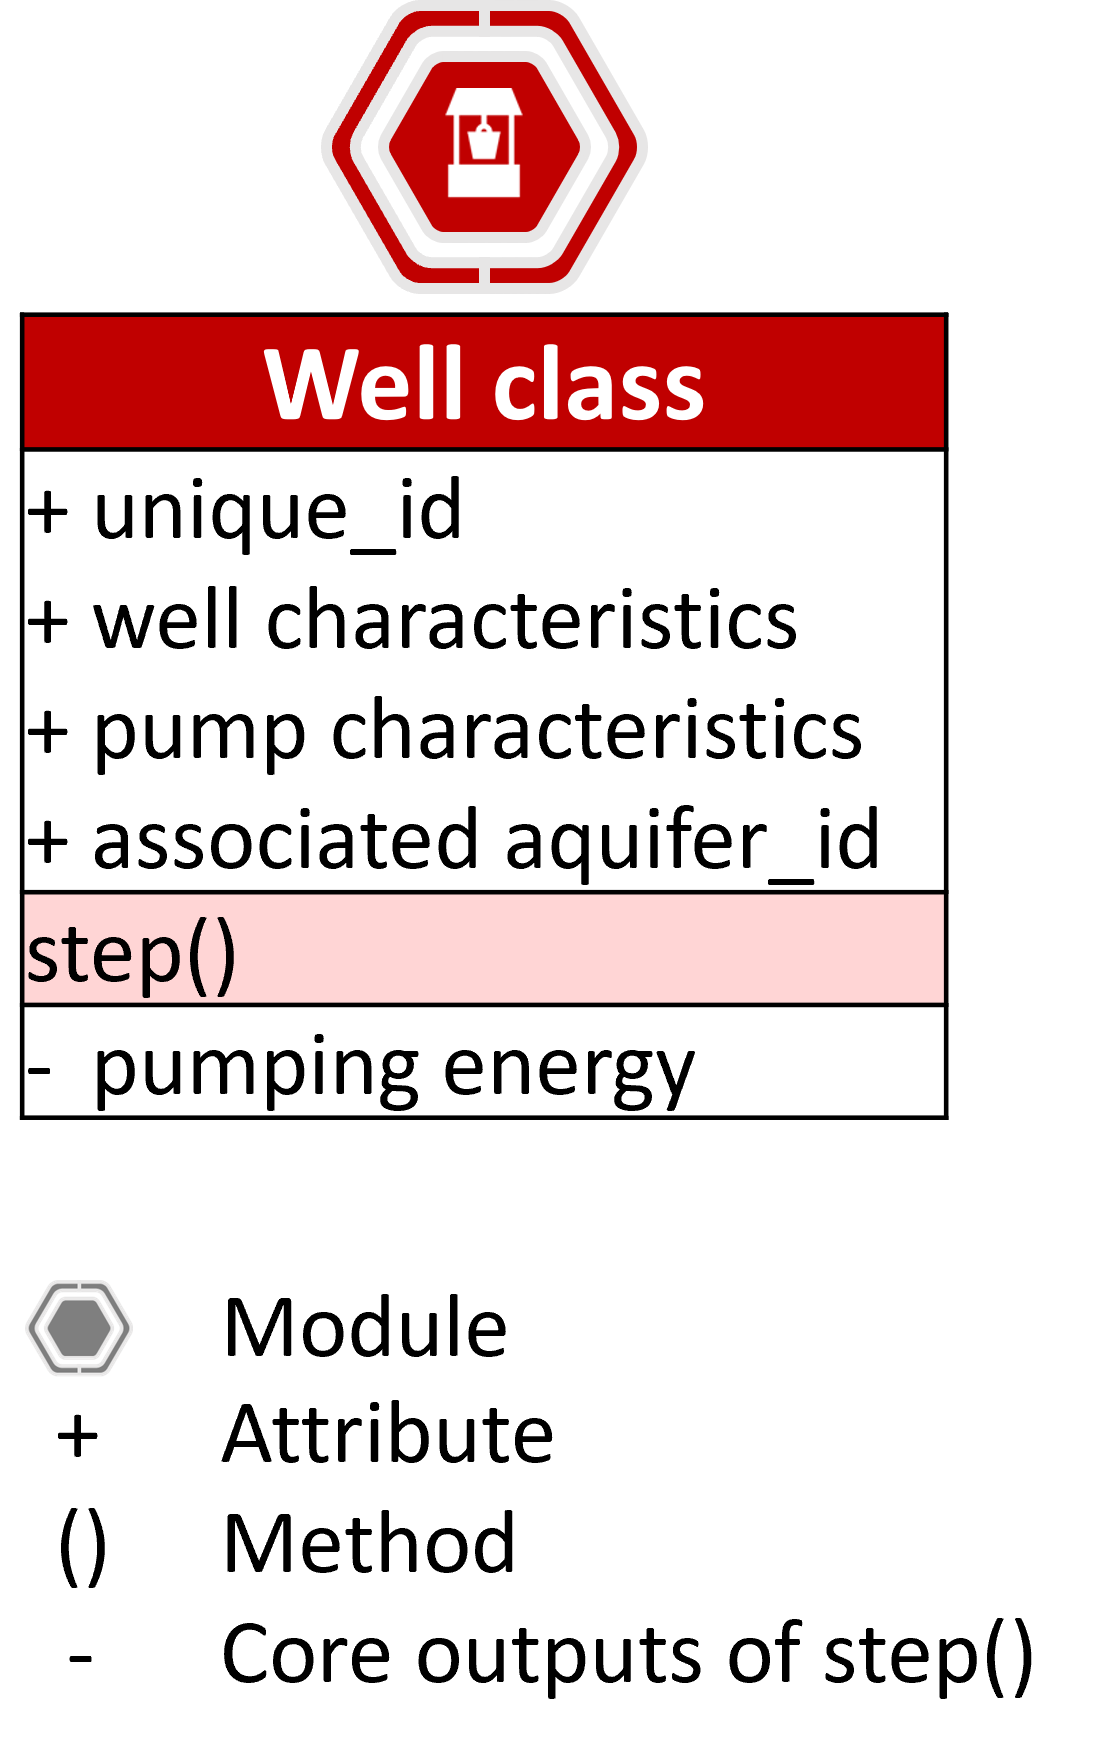 Well class
+ unique_id
+ well characteristics
+ pump characteristics
+ associated aquifer_id
step()
- pumping energy
Module
+ Attribute
() Method
- Core outputs of step()